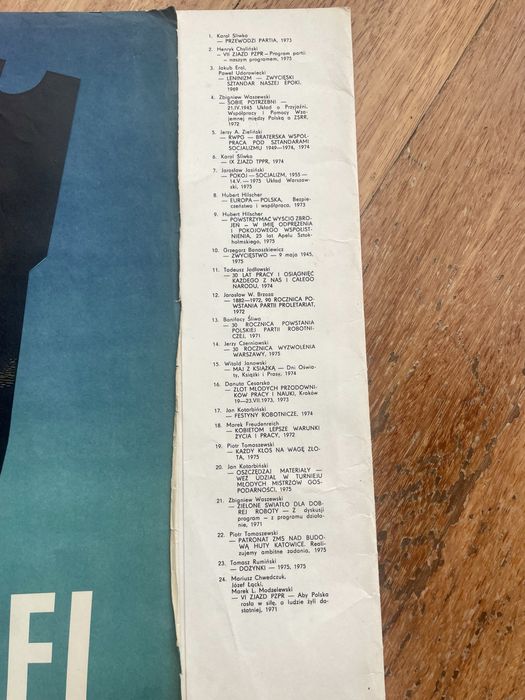 1. Karol Śliwka
— PRZEWODZI PARTIA, 1973
2. Henryk Chyliński
— VII ZJAZD PZPR — Program partii
— naszym programem, 1975
3. Jakub Erol,
Paweł Udorowiecki
— LENINIZM — ZWYCIĘSKI
SZTANDAR NASZEJ EPOKI,
1969
4. Zbigniew Waszewski
— SOBIE POTRZEBNI —
21.IV.1945 Układ o Przyjaźni,
Współpracy i Pomocy Wza-
jemnej między Polską a ZSRR,
1972
5. Jerzy A. Zieliński
— RWPG — BRATERSKA WSPÓŁ-
PRACA POD SZTANDARAMI
SOCJALIZMU 1949—1974, 1974
6. Karol Śliwka
— IX ZJAZD TPPR, 1974
7. Jarosław Jasiński
— POKÓJ — SOCJALIZM, 1955 —
14.V. — 1975 Układ Warszaw-
ski, 1975
8. Hubert Hilscher
— EUROPA — POLSKA, Bezpie-
czeństwo i współpraca, 1973
9. Hubert Hilscher
— POWSTRZYMAĆ WYŚCIG ZBRO-
JEŃ — W IMIĘ ODPRĘŻENIA
I POKOJOWEGO WSPÓŁIST-
NIENIA, 25 lat Apelu Sztok-
holmskiego, 1975
10. Grzegorz Banaszkiewicz
— ZWYCIĘSTWO — 9 maja 1945,
1975
11. Tadeusz Jodłowski
— 30 LAT PRACY I OSIĄGNIĘĆ
KAŻDEGO Z NAS I CAŁEGO
NARODU, 1974
12. Jarosław W. Brzoza
— 1882—1972, 90 ROCZNICA PO-
WSTANIA PARTII PROLETARIAT,
1972
13. Bonifacy Śliwa
— 30 ROCZNICA POWSTANIA
POLSKIEJ PARTII ROBOTNI-
CZEJ, 1971
14. Jerzy Czerniawski
— 30 ROCZNICA WYZWOLENIA
WARSZAWY, 1975
15. Witold Janowski
— MAJ Z KSIĄŻKĄ — Dni Oświa-
ty, Książki i Prasy, 1974
16. Danuta Cesarska
— ZLOT MŁODYCH PRZODOWNI-
KÓW PRACY I NAUKI, Kraków
19—23.VII.1973, 1973
17. Jan Kotarbiński
— FESTYNY ROBOTNICZE, 1974
18. Marek Freudenreich
— KOBIETOM LEPSZE WARUNKI
ŻYCIA I PRACY, 1972
19. Piotr Tomaszewski
— KAŻDY KŁOS NA WAGĘ ZŁO-
TA, 1975
20. Jan Kotarbiński
— OSZCZĘDZAJ MATERIAŁY —
WEŹ UDZIAŁ W TURNIEJU
MŁODYCH MISTRZÓW GOS-
PODARNOŚCI, 1975
21. Zbigniew Waszewski
— ZIELONE ŚWIATŁO DLA DOB-
REJ ROBOTY — Z dyskusji
program — z programu działa-
nie, 1971
22. Piotr Tomaszewski
— PATRONAT ZMS NAD BUDO-
WĄ HUTY KATOWICE. Reali-
zujemy ambitne zadania, 1975
23. Tomasz Rumiński
— DOŻYNKI — 1975, 1975
24. Mariusz Chwedczuk,
Józef Łącki,
Marek L. Modzelewski
— VI ZJAZD PZPR — Aby Polska
rosła w siłę, a ludzie żyli do-
statniej, 1971
FI